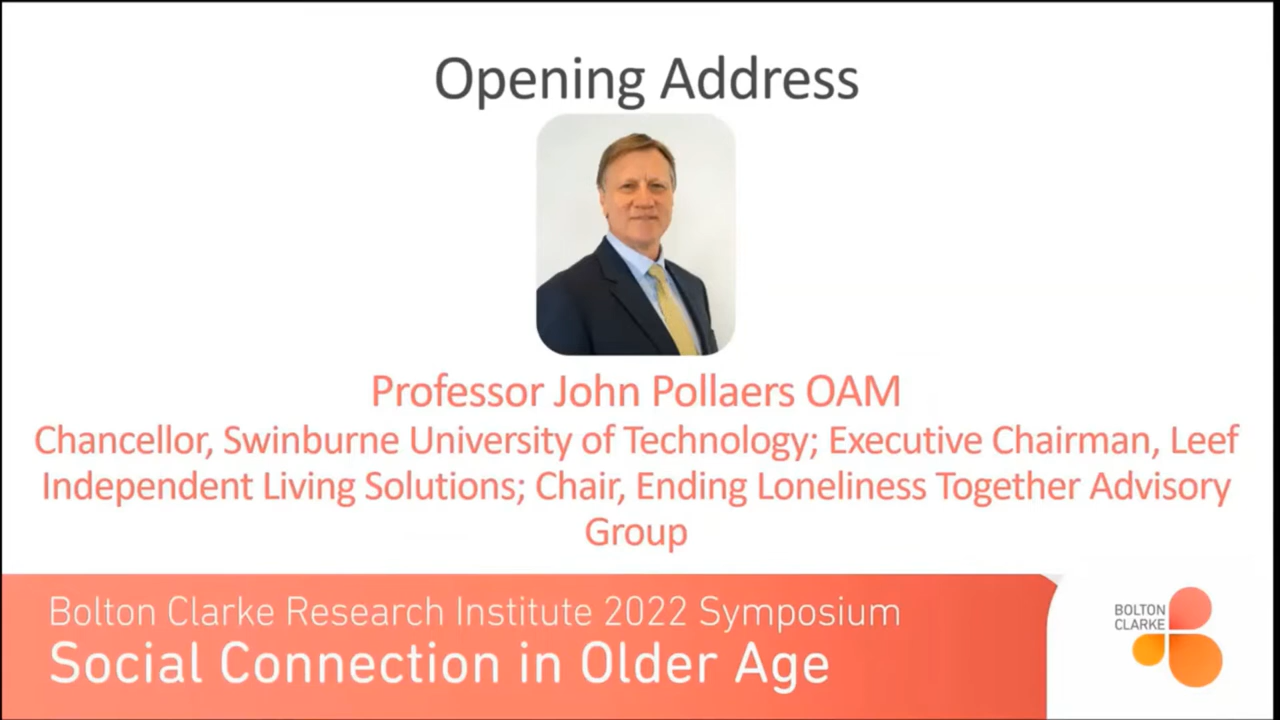 Opening Address
Professor John Pollaers OAM
Chancellor, Swinburne University of Technology; Executive Chairman, Leef
Independent Living Solutions; Chair, Ending Loneliness Together Advisory
Group
Bolton Clarke Research Institute 2022 Symposium
Social Connection in Older Age
BOLTON
CLARKE